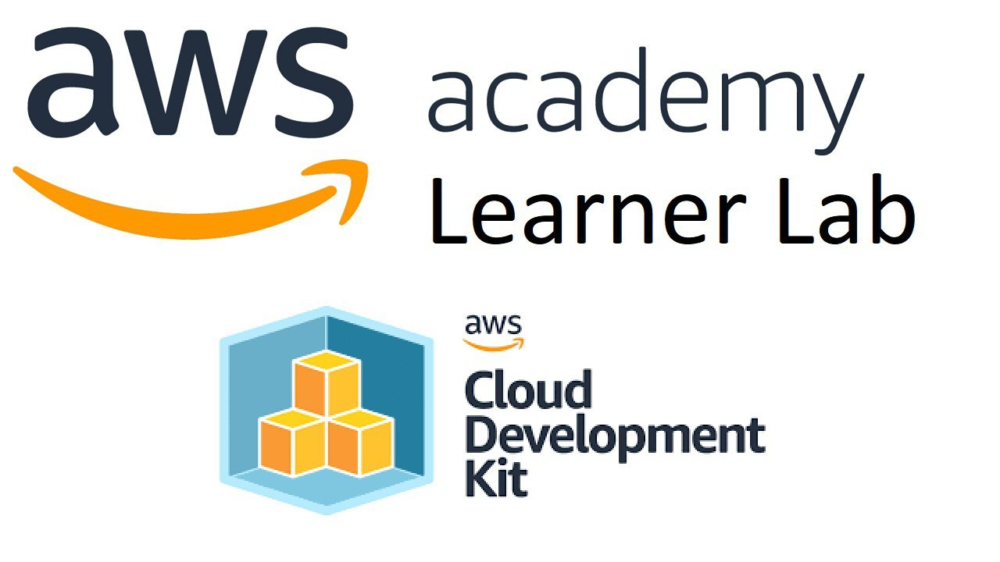 aws academy
Learner Lab
aws
Cloud
Development
Kit